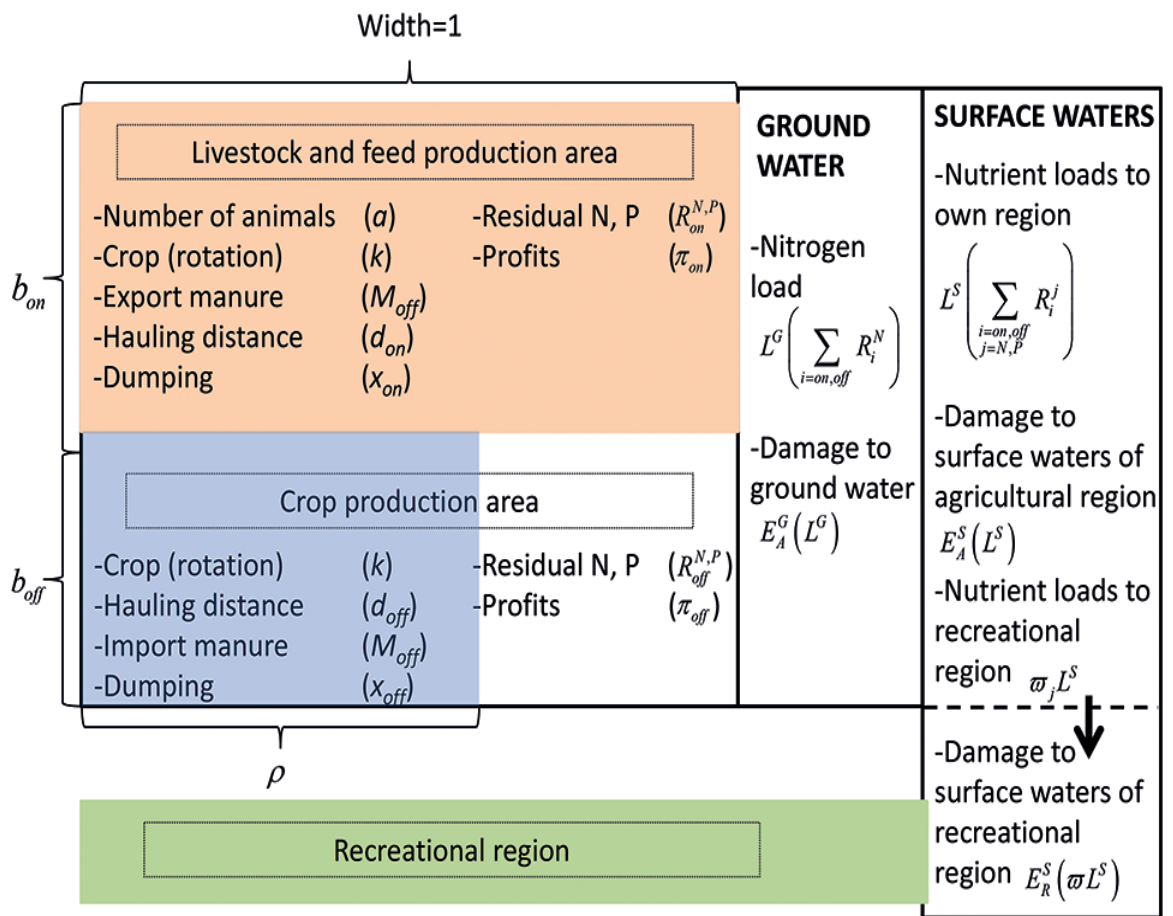 Width=1
b_on
Livestock and feed production area
-Number of animals (a)
-Crop (rotation) (k)
-Export manure (M_off)
-Hauling distance (d_on)
-Dumping (x_on)
-Residual N, P (R_on^{N,P})
-Profits (π_on)
b_off
Crop production area
-Crop (rotation) (k)
-Hauling distance (d_off)
-Import manure (M_off)
-Dumping (x_off)
-Residual N, P (R_off^{N,P})
-Profits (π_off)
ρ
Recreational region
GROUND
WATER
-Nitrogen
load
L^G(∑_{i=on,off} R_i^N)
-Damage to
ground water
E_A^G(L^G)
SURFACE WATERS
-Nutrient loads to
own region
L^S(∑_{i=on,off j=N,P} R_i^j)
-Damage to
surface waters of
agricultural region
E_A^S(L^S)
-Nutrient loads to
recreational
region ϖ_j L^S
-Damage to
surface waters of
recreational
region E_R^S(ϖL^S)